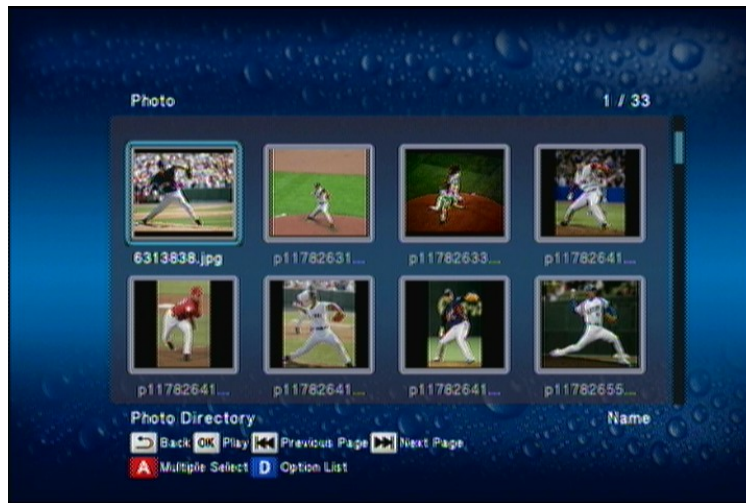 Photo 1 / 33
6313838.jpg p11782631... p11782633... p11782641...
p11782641... p11782641... p11782641... p11782655...
Photo Directory Name
Back OK Play Previous Page Next Page
A Multiple Select D Option List